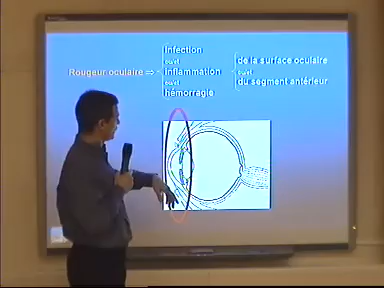 Infection
ou/et
de la surface oculaire
Rougeur oculaire ⇒ Inflammation
ou/et
ou/et
du segment antérieur
hémorragie